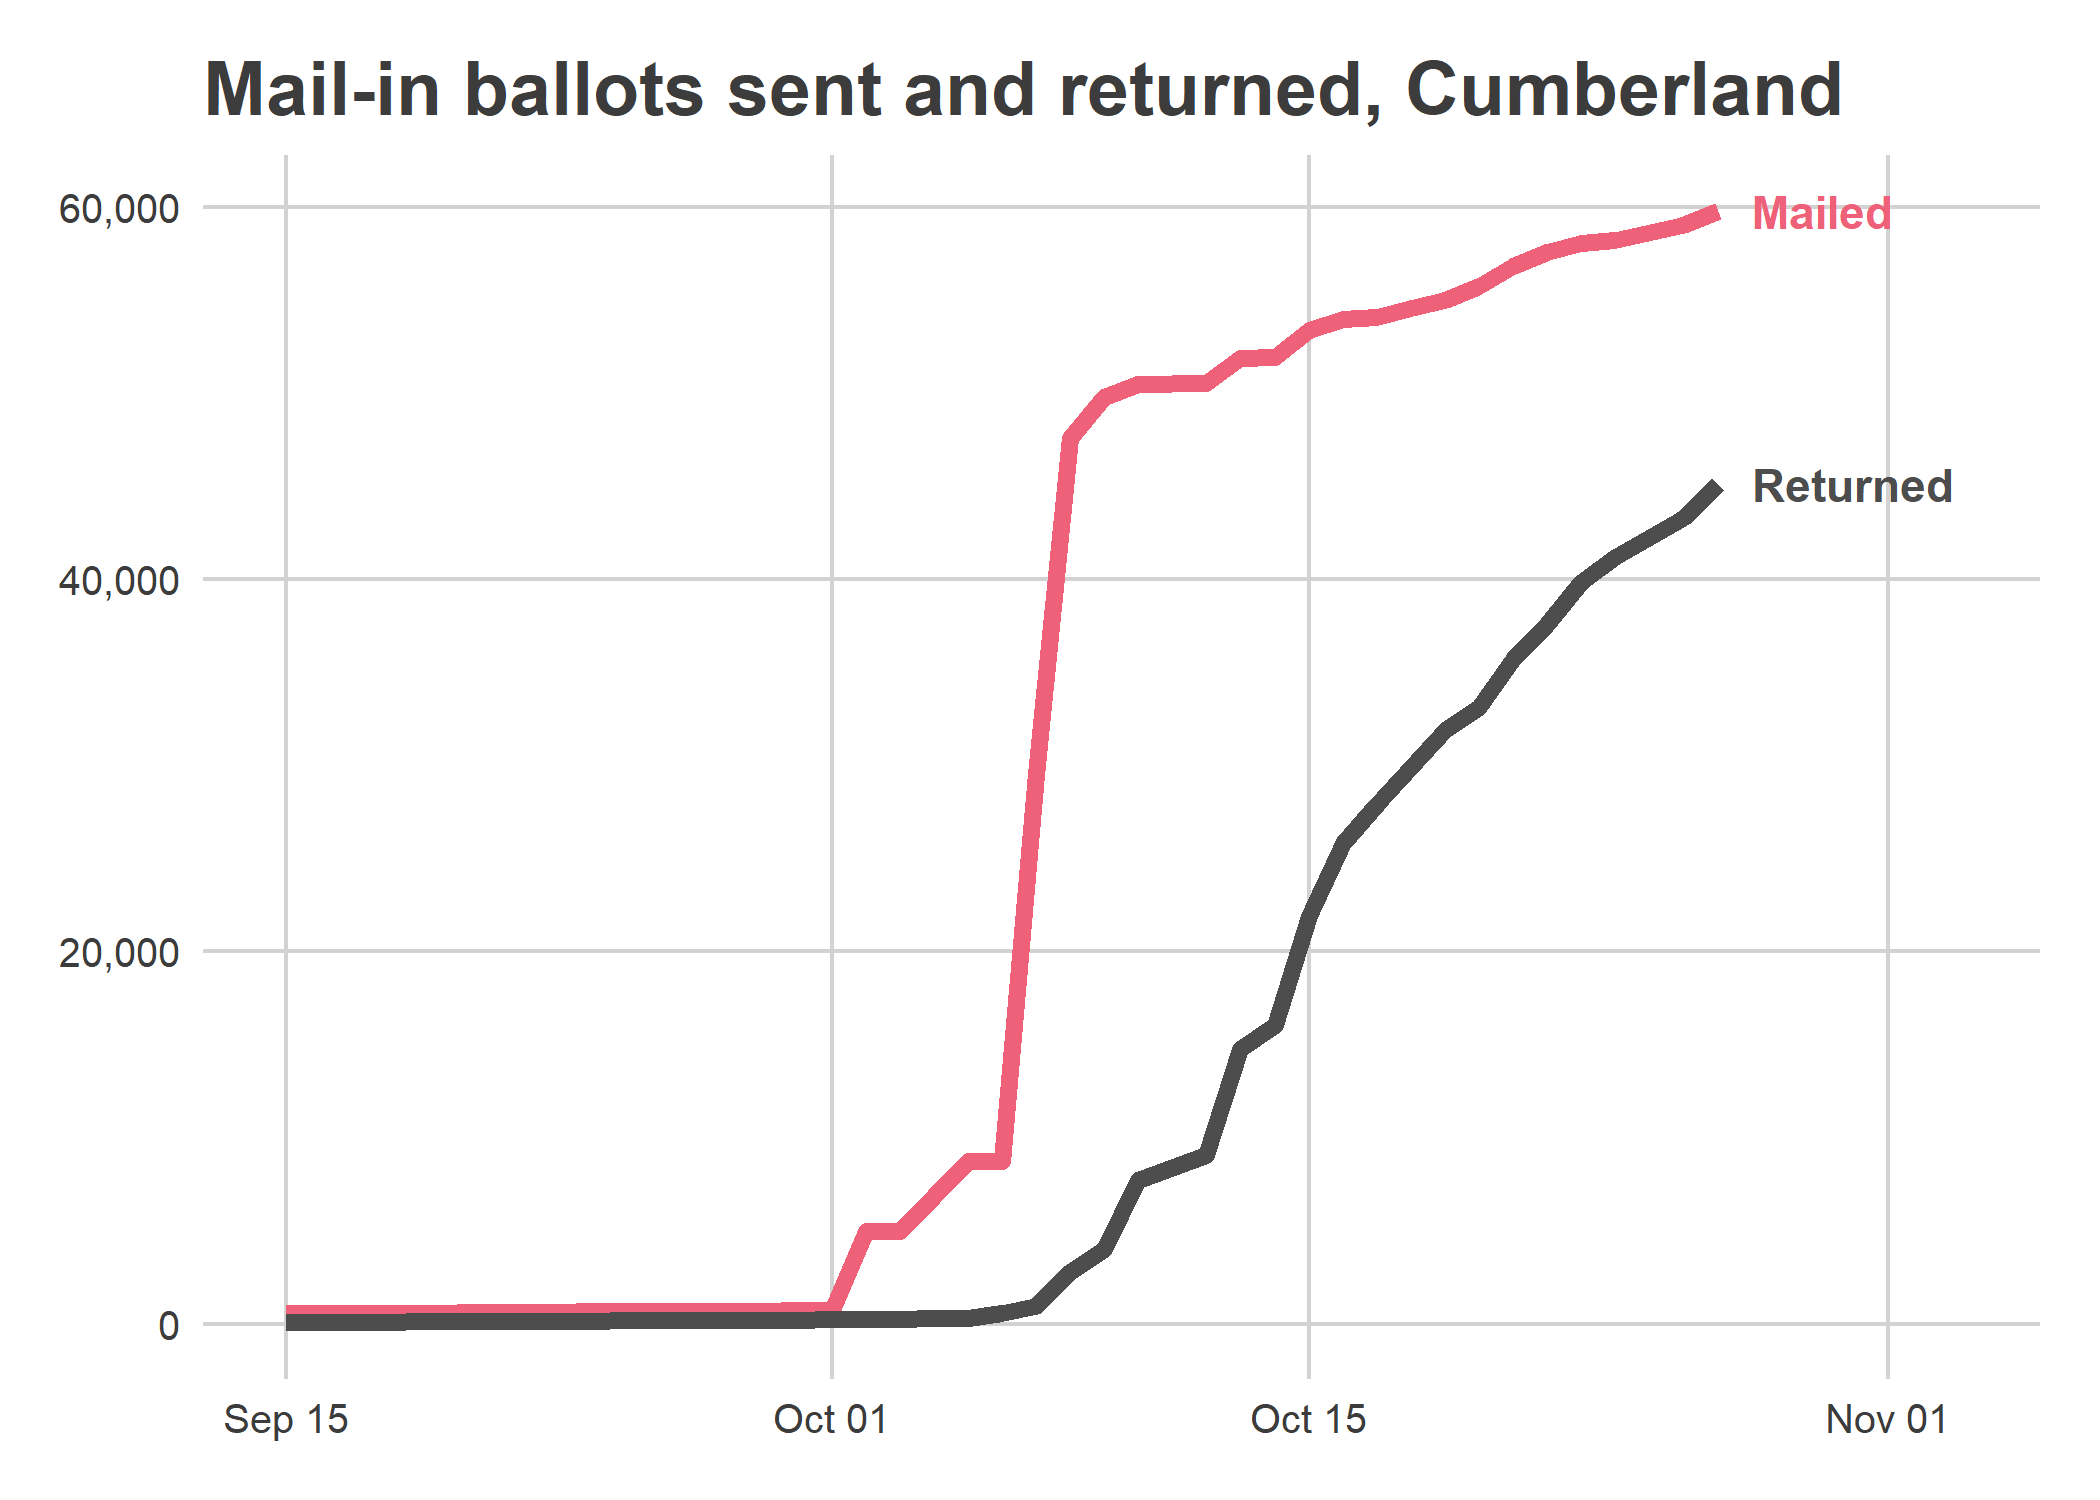 Mail-in ballots sent and returned, Cumberland
60,000
Mailed
Returned
40,000
20,000
0
Sep 15
Oct 01
Oct 15
Nov 01